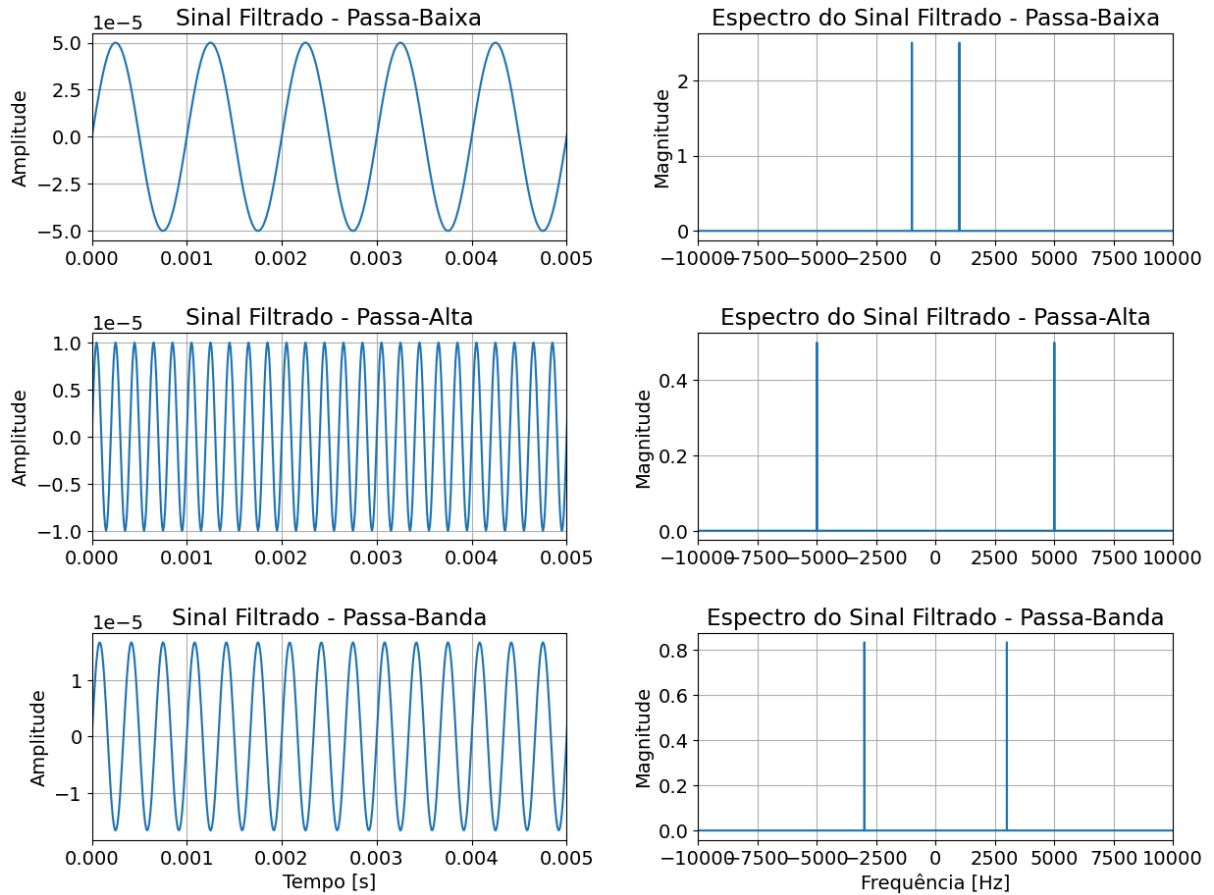 Sinal Filtrado - Passa-Baixa
1e-5
Amplitude
5.0
2.5
0.0
−2.5
−5.0
0.000 0.001 0.002 0.003 0.004 0.005
Espectro do Sinal Filtrado - Passa-Baixa
Magnitude
2
1
0
−10000 −7500 −5000 −2500 0 2500 5000 7500 10000
Sinal Filtrado - Passa-Alta
1e-5
Amplitude
1.0
0.5
0.0
−0.5
−1.0
0.000 0.001 0.002 0.003 0.004 0.005
Espectro do Sinal Filtrado - Passa-Alta
Magnitude
0.4
0.2
0.0
−10000 −7500 −5000 −2500 0 2500 5000 7500 10000
Sinal Filtrado - Passa-Banda
1e-5
Amplitude
1
0
−1
0.000 0.001 0.002 0.003 0.004 0.005
Tempo [s]
Espectro do Sinal Filtrado - Passa-Banda
Magnitude
0.8
0.6
0.4
0.2
0.0
−10000 −7500 −5000 −2500 0 2500 5000 7500 10000
Frequência [Hz]